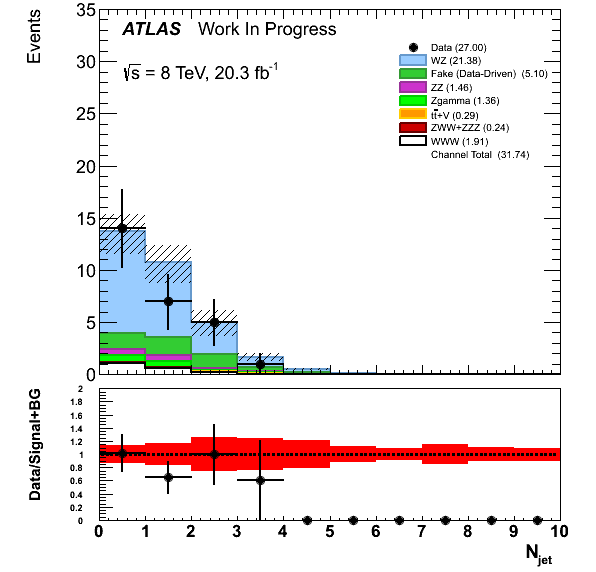 Events
35
30
25
20
15
10
5
0
ATLAS Work In Progress
√s = 8 TeV, 20.3 fb⁻¹
Data (27.00)
WZ (21.38)
Fake (Data-Driven) (5.10)
ZZ (1.46)
Zgamma (1.36)
tt̄+V (0.29)
ZWW+ZZZ (0.24)
WWW (1.91)
Channel Total (31.74)
Data/Signal+BG
2
1.8
1.6
1.4
1.2
1
0.8
0.6
0.4
0.2
0
0 1 2 3 4 5 6 7 8 9 10
N_jet